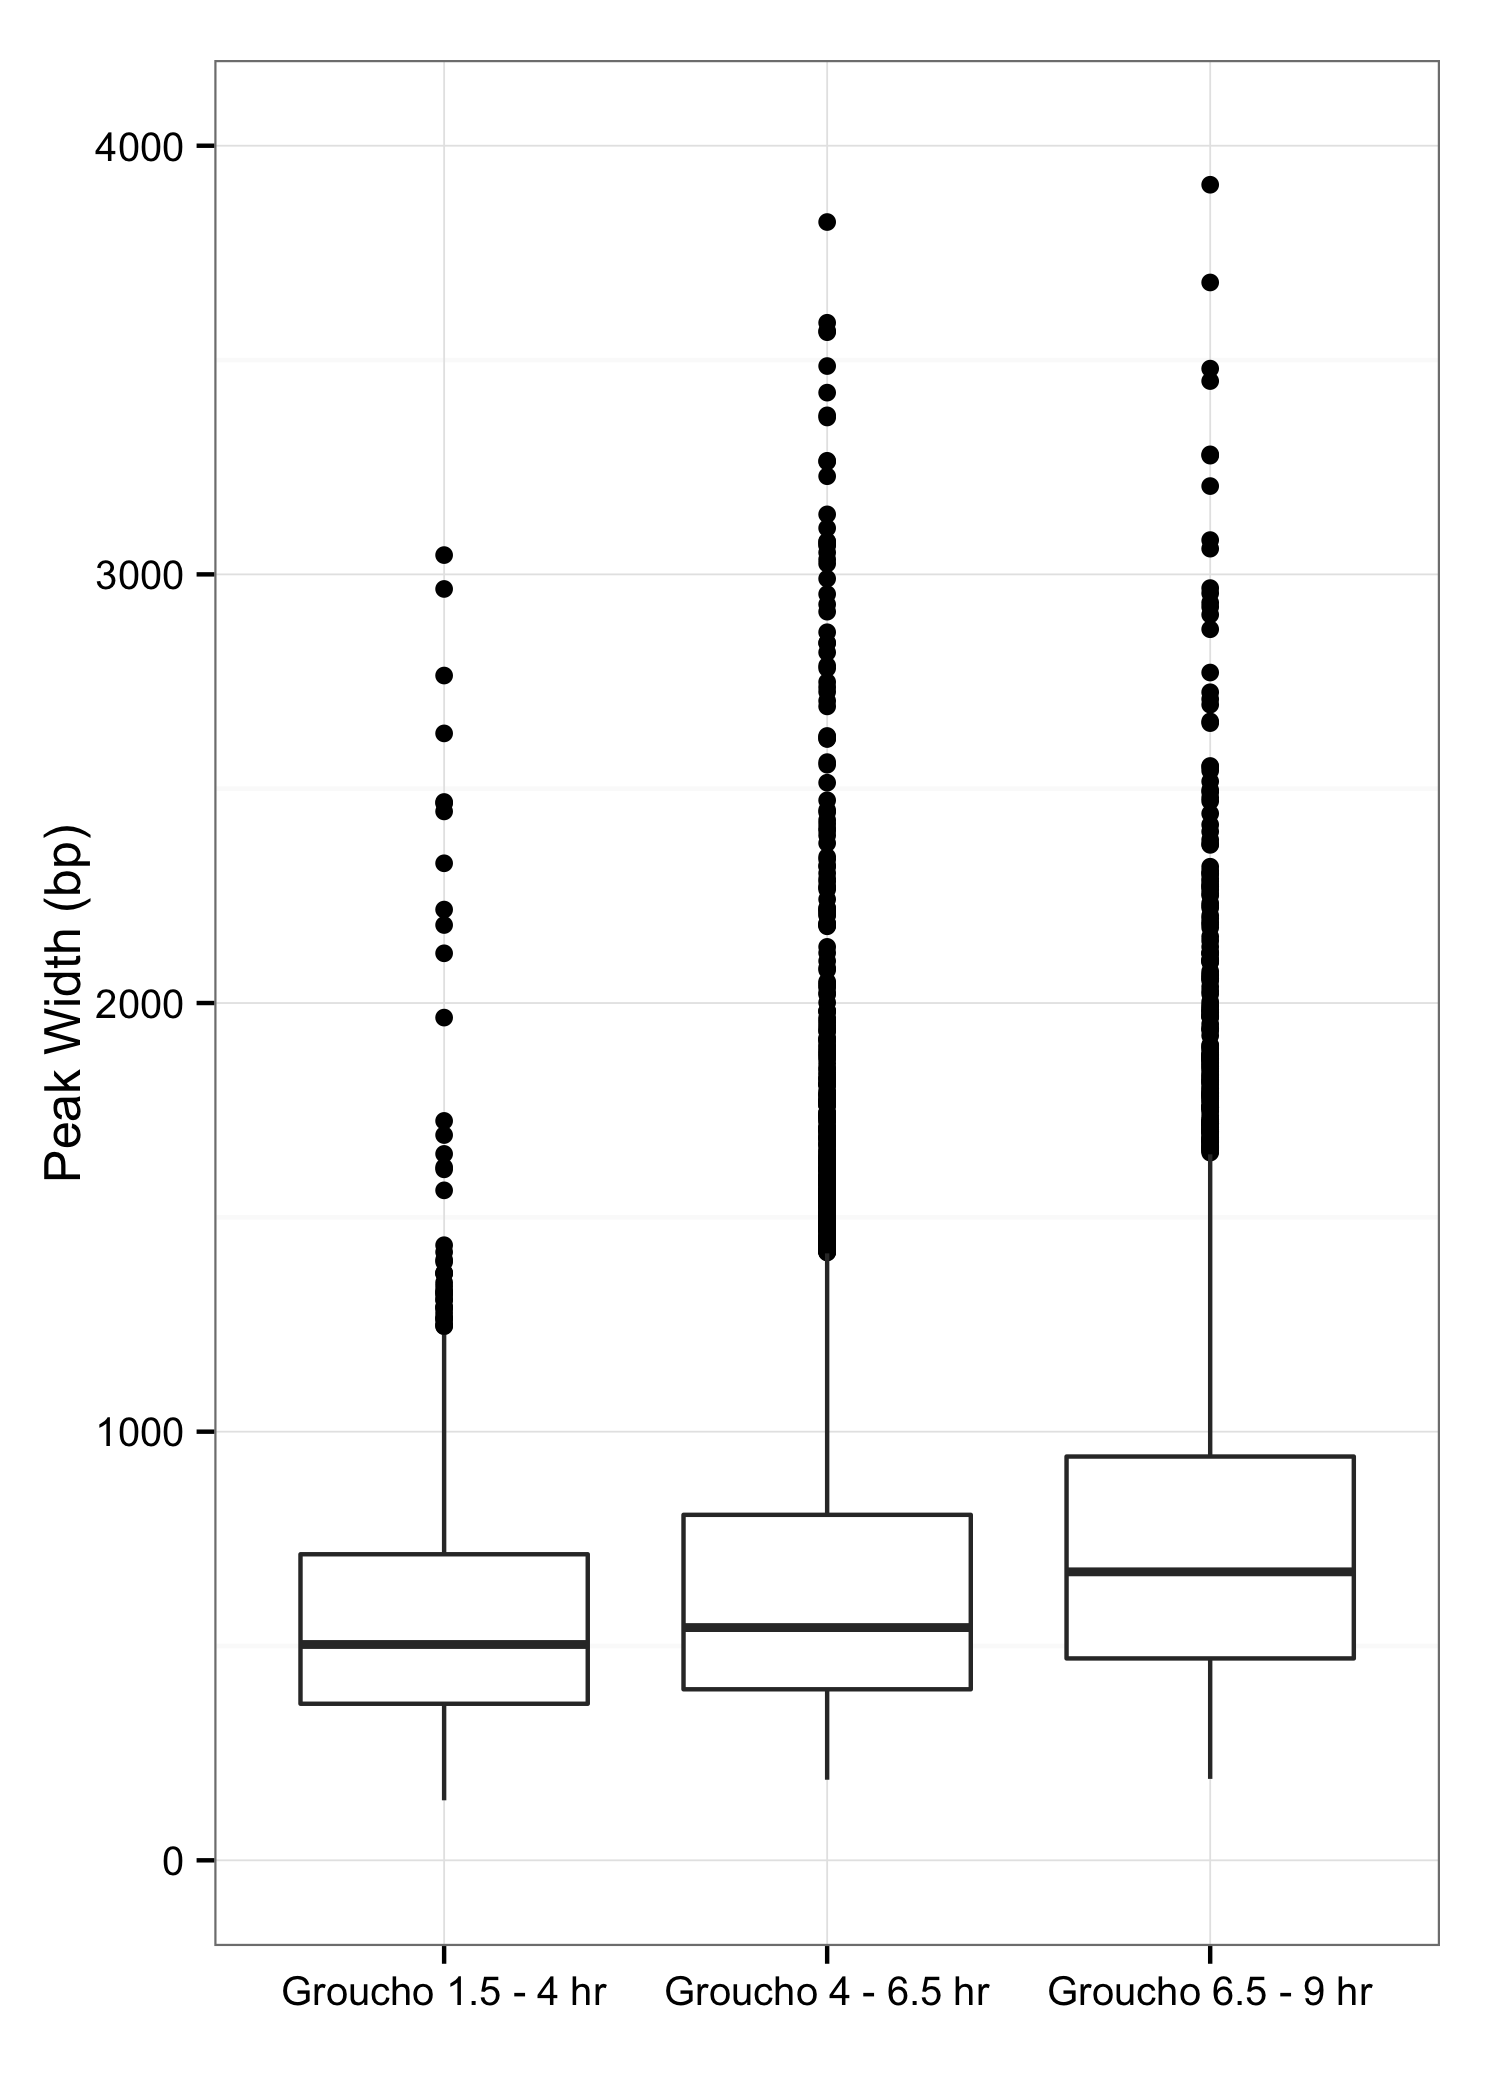 Peak Width (bp)
4000
3000
2000
1000
0
Groucho 1.5 - 4 hr
Groucho 4 - 6.5 hr
Groucho 6.5 - 9 hr